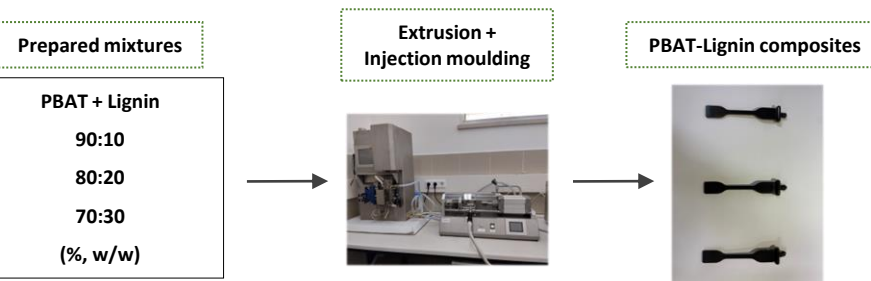 Prepared mixtures
PBAT + Lignin
90:10
80:20
70:30
(%, w/w)
Extrusion +
Injection moulding
PBAT-Lignin composites